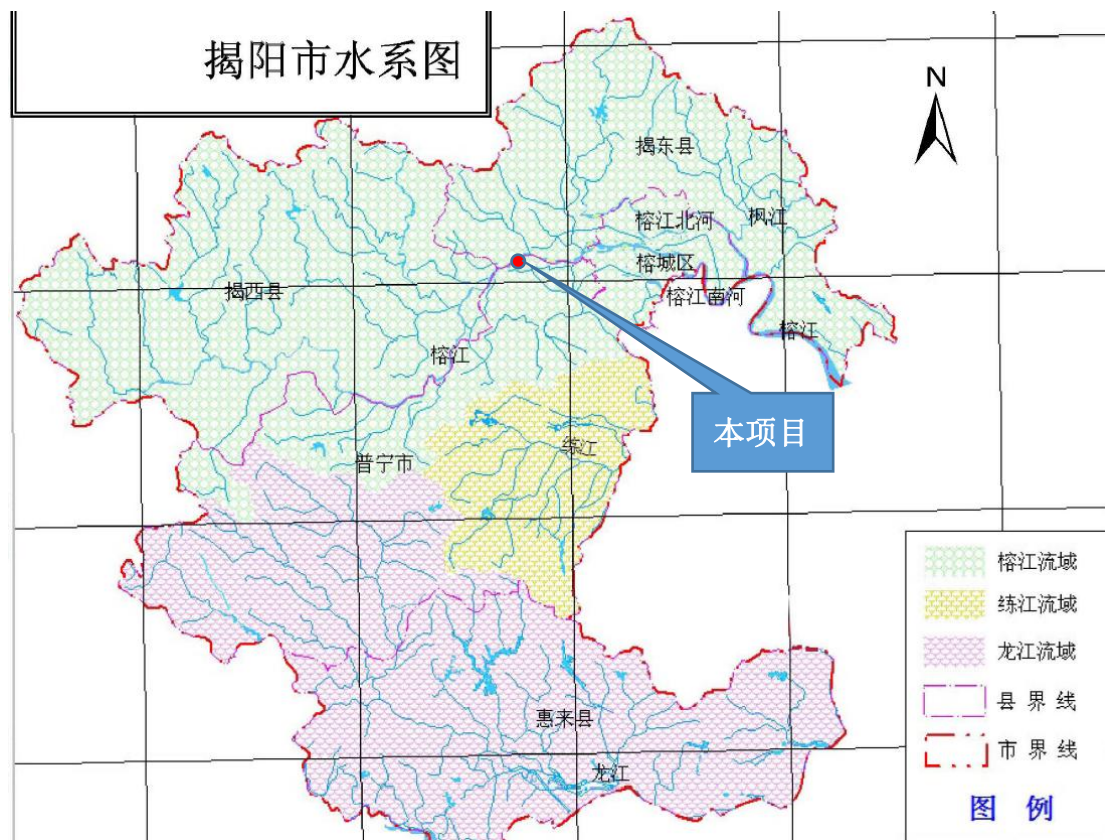 揭阳市水系图
N
揭东县
榕江北河
枫江
榕城区
揭西县
榕江南河
榕江
榕江
本项目
练江
普宁市
榕江流域
练江流域
龙江流域
县界线
市界线
惠来县
龙江
图例